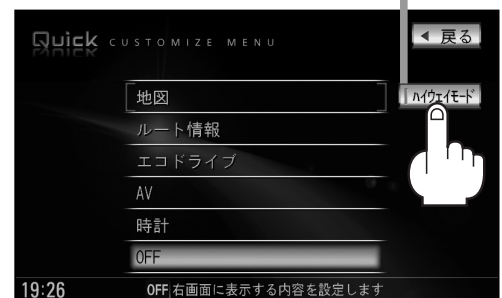 Quick CUSTOMIZE MENU
◀ 戻る
地図
ﾊｲｳｪｲﾓｰﾄﾞ
ルート情報
エコドライブ
AV
時計
OFF
19:26 OFF 右画面に表示する内容を設定します